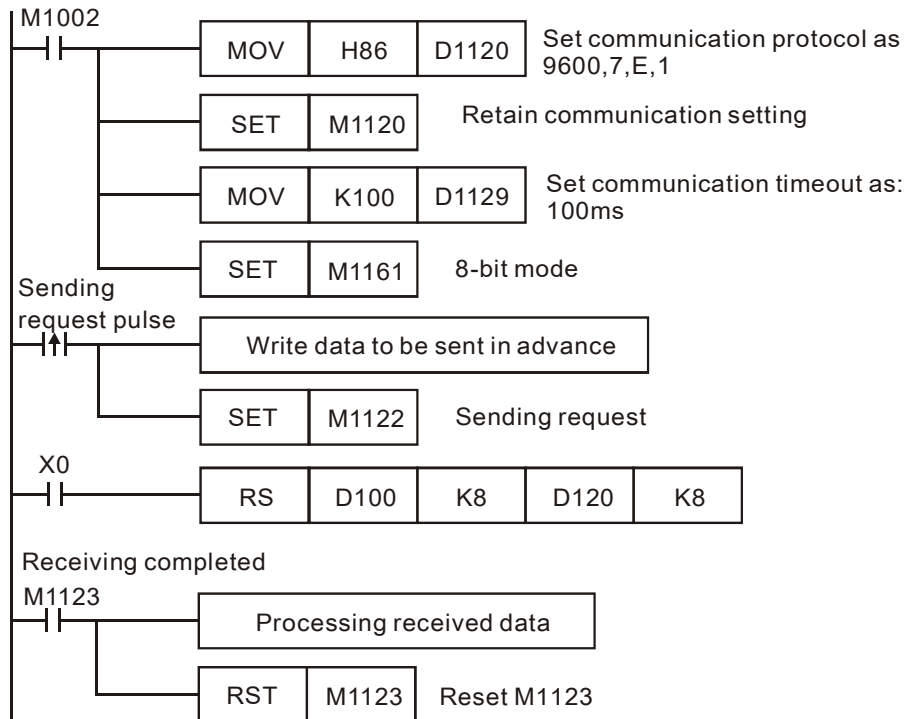 M1002
MOV H86 D1120 Set communication protocol as
9600,7,E,1
SET M1120 Retain communication setting
MOV K100 D1129 Set communication timeout as:
100ms
SET M1161 8-bit mode
Sending
request pulse
Write data to be sent in advance
SET M1122 Sending request
X0
RS D100 K8 D120 K8
Receiving completed
M1123
Processing received data
RST M1123 Reset M1123